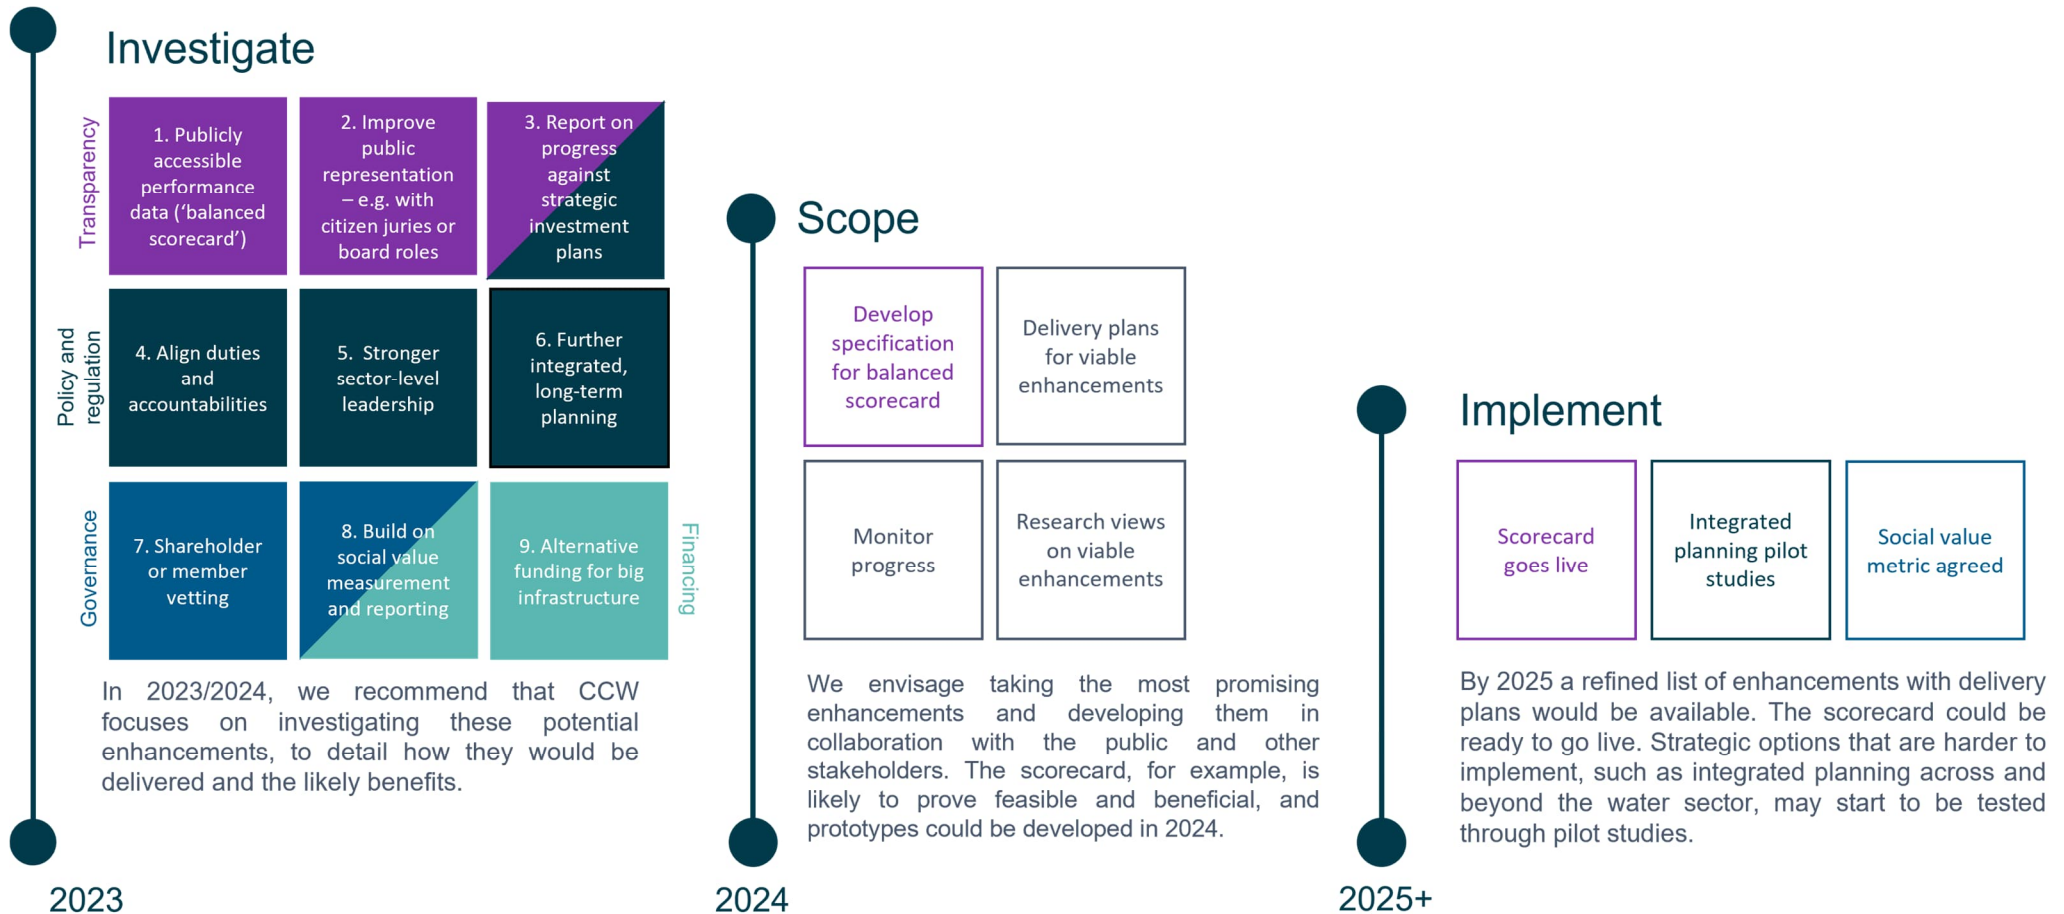 Investigate
Transparency
1. Publicly
accessible
performance
data (‘balanced
scorecard’)
2. Improve
public
representation
– e.g. with
citizen juries or
board roles
3. Report on
progress
against
strategic
investment
plans
Policy and
regulation
4. Align duties
and
accountabilities
5. Stronger
sector-level
leadership
6. Further
integrated,
long-term
planning
Governance
7. Shareholder
or member
vetting
8. Build on
social value
measurement
and reporting
9. Alternative
funding for big
infrastructure
Financing
In 2023/2024, we recommend that CCW
focuses on investigating these potential
enhancements, to detail how they would be
delivered and the likely benefits.
2023
Scope
Develop
specification
for balanced
scorecard
Delivery plans
for viable
enhancements
Monitor
progress
Research views
on viable
enhancements
We envisage taking the most promising
enhancements and developing them in
collaboration with the public and other
stakeholders. The scorecard, for example, is
likely to prove feasible and beneficial, and
prototypes could be developed in 2024.
2024
Implement
Scorecard
goes live
Integrated
planning pilot
studies
Social value
metric agreed
By 2025 a refined list of enhancements with delivery
plans would be available. The scorecard could be
ready to go live. Strategic options that are harder to
implement, such as integrated planning across and
beyond the water sector, may start to be tested
through pilot studies.
2025+